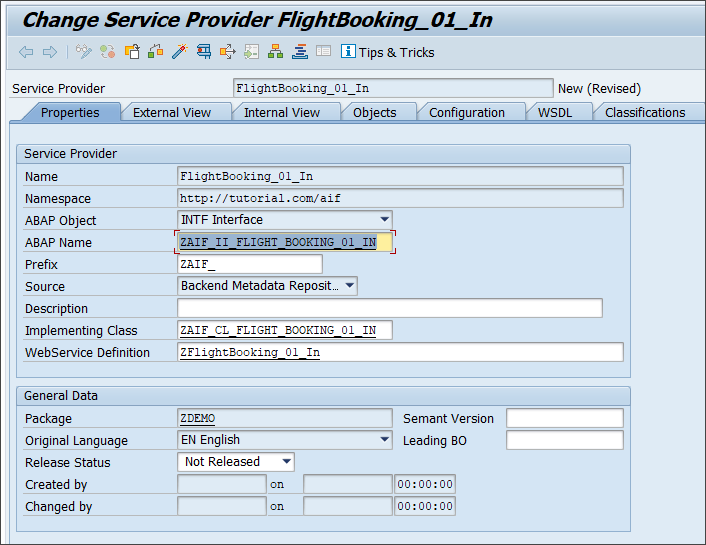 Change Service Provider FlightBooking_01_In
Tips & Tricks
Service Provider FlightBooking_01_In New (Revised)
Properties External View Internal View Objects Configuration WSDL Classifications
Service Provider
Name FlightBooking_01_In
Namespace http://tutorial.com/aif
ABAP Object INTF Interface
ABAP Name ZAIF_II_FLIGHT_BOOKING_01_IN
Prefix ZAIF_
Source Backend Metadata Reposit...
Description
Implementing Class ZAIF_CL_FLIGHT_BOOKING_01_IN
WebService Definition ZFlightBooking_01_In
General Data
Package ZDEMO Semant Version
Original Language EN English Leading BO
Release Status Not Released
Created by on 00:00:00
Changed by on 00:00:00